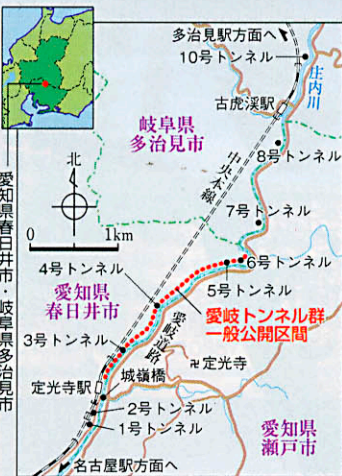 多治見駅方面へ
10号トンネル
庄内川
古虎渓駅
岐阜県
多治見市
8号トンネル
中央本線
7号トンネル
北
0 1km
6号トンネル
5号トンネル
4号トンネル
愛知県
春日井市
愛岐トンネル群
一般公開区間
愛岐道路
3号トンネル
卍定光寺
定光寺駅
城嶺橋
2号トンネル
1号トンネル
愛知県
瀬戸市
名古屋駅方面へ
愛知県春日井市・岐阜県多治見市